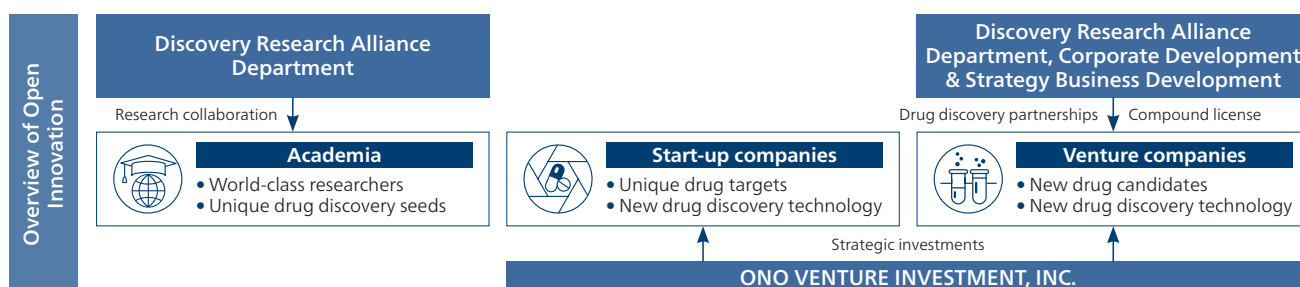 Overview of Open
Innovation
Discovery Research Alliance
Department
Research collaboration
Academia
• World-class researchers
• Unique drug discovery seeds
Start-up companies
• Unique drug targets
• New drug discovery technology
Discovery Research Alliance
Department, Corporate Development
& Strategy Business Development
Drug discovery partnerships
Compound license
Venture companies
• New drug candidates
• New drug discovery technology
Strategic investments
ONO VENTURE INVESTMENT, INC.